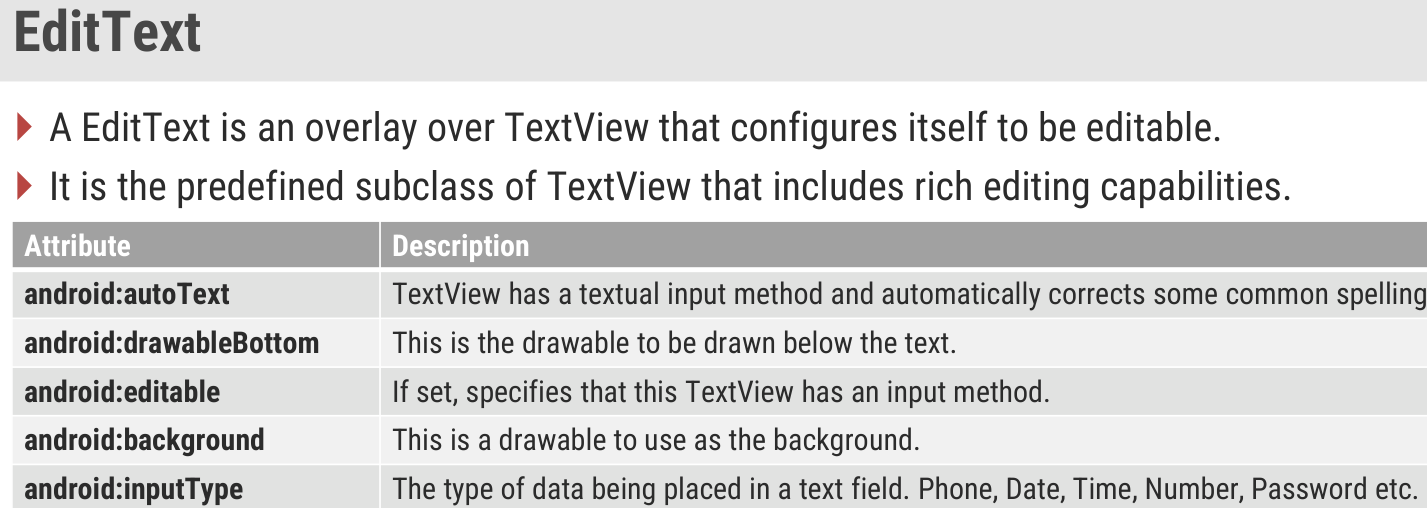 EditText
A EditText is an overlay over TextView that configures itself to be editable.
It is the predefined subclass of TextView that includes rich editing capabilities.
Attribute Description
android:autoText TextView has a textual input method and automatically corrects some common spelling
android:drawableBottom This is the drawable to be drawn below the text.
android:editable If set, specifies that this TextView has an input method.
android:background This is a drawable to use as the background.
android:inputType The type of data being placed in a text field. Phone, Date, Time, Number, Password etc.